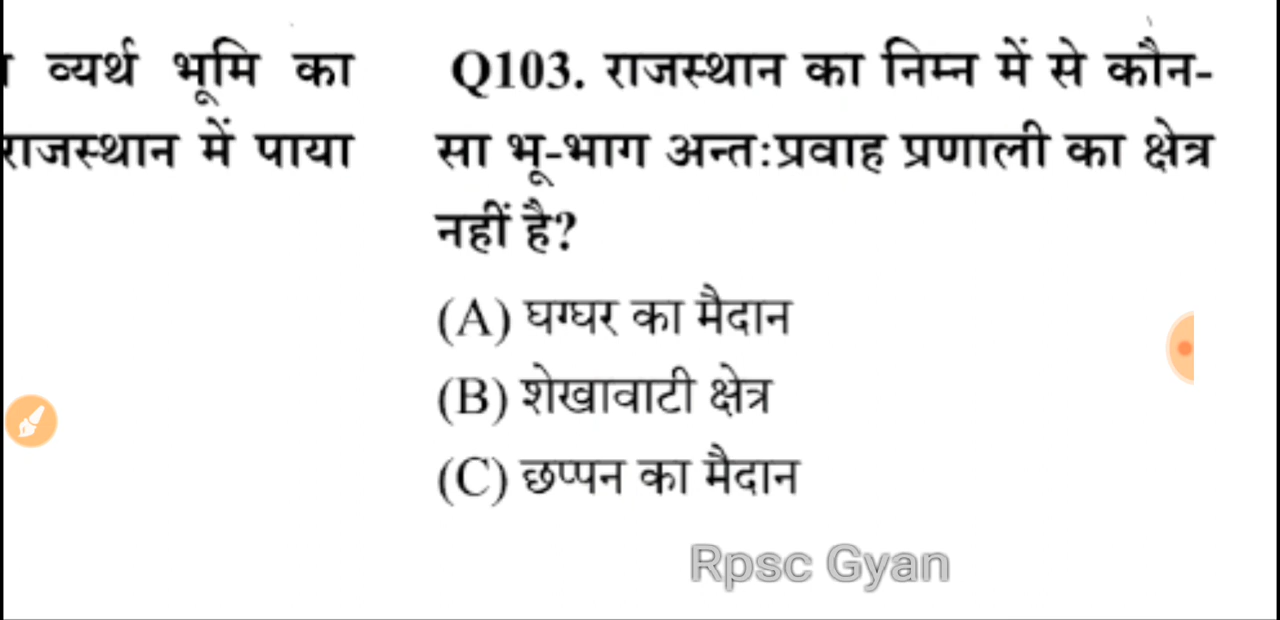 व्यर्थ भूमि का
राजस्थान में पाया
Q103. राजस्थान का निम्न में से कौन-
सा भू-भाग अन्तःप्रवाह प्रणाली का क्षेत्र
नहीं है?
(A) घग्घर का मैदान
(B) शेखावाटी क्षेत्र
(C) छप्पन का मैदान
Rpsc Gyan